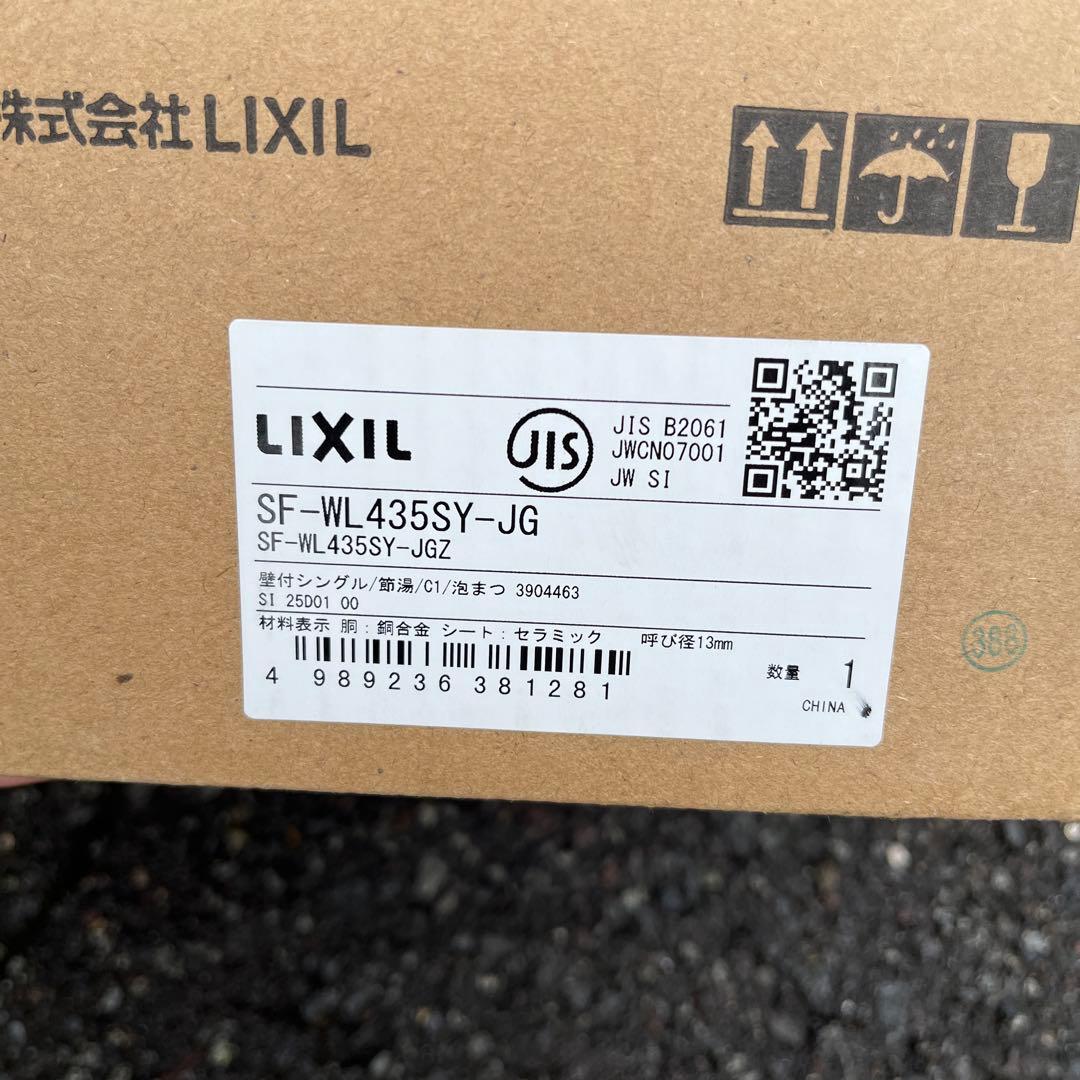 株式会社LIXIL
LIXIL
JIS
JIS B2061
JWCN07001
JW SI
SF-WL435SY-JG
SF-WL435SY-JGZ
壁付シングル/節湯/C1/泡まつ 3904463
SI 25D01 00
材料表示 胴:銅合金 シート:セラミック 呼び径13mm
4 989236 381281
数量 1
CHINA
368